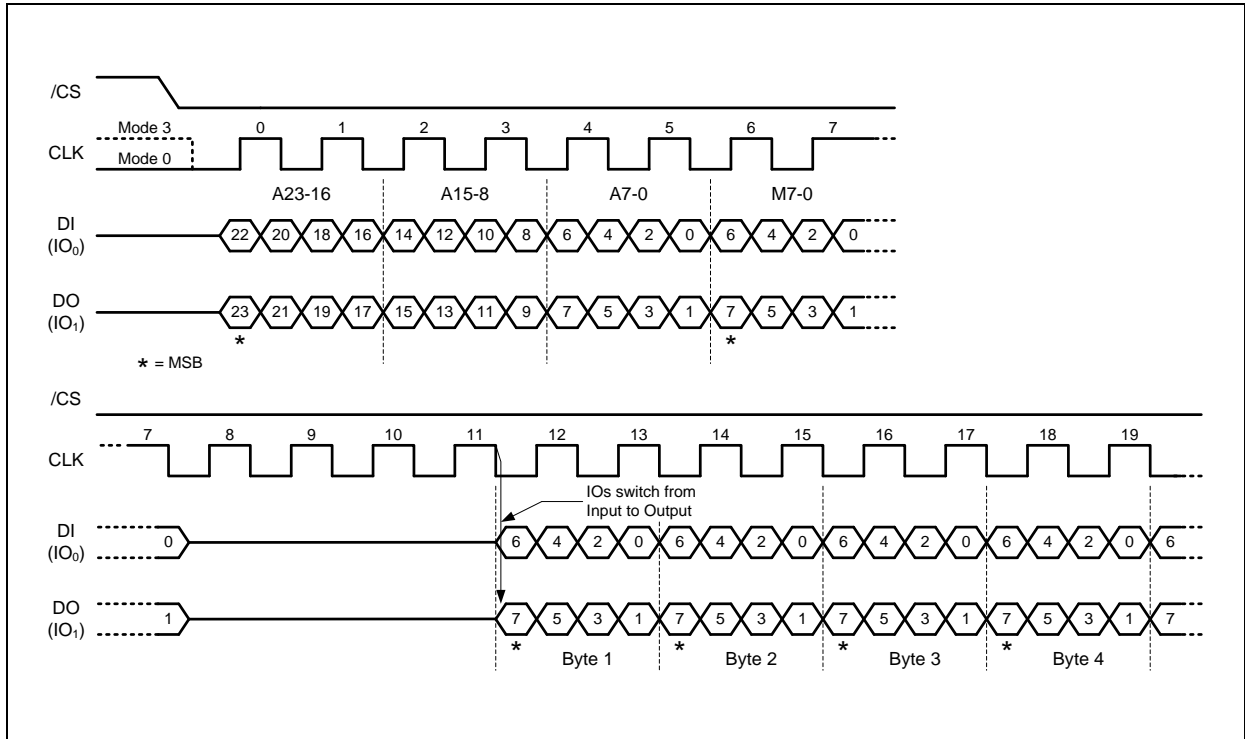 /CS
Mode 3
0 1 2 3 4 5 6 7
CLK
Mode 0
A23-16 A15-8 A7-0 M7-0
DI
(IO₀)
22 20 18 16 14 12 10 8 6 4 2 0 6 4 2 0
DO
(IO₁)
23 21 19 17 15 13 11 9 7 5 3 1 7 5 3 1
* *
* = MSB
/CS
7 8 9 10 11 12 13 14 15 16 17 18 19
CLK
IOs switch from
Input to Output
DI
(IO₀)
0 6 4 2 0 6 4 2 0 6 4 2 0 6 4 2 0 6
DO
(IO₁)
1 7 5 3 1 7 5 3 1 7 5 3 1 7 5 3 1 7
* * * *
Byte 1 Byte 2 Byte 3 Byte 4